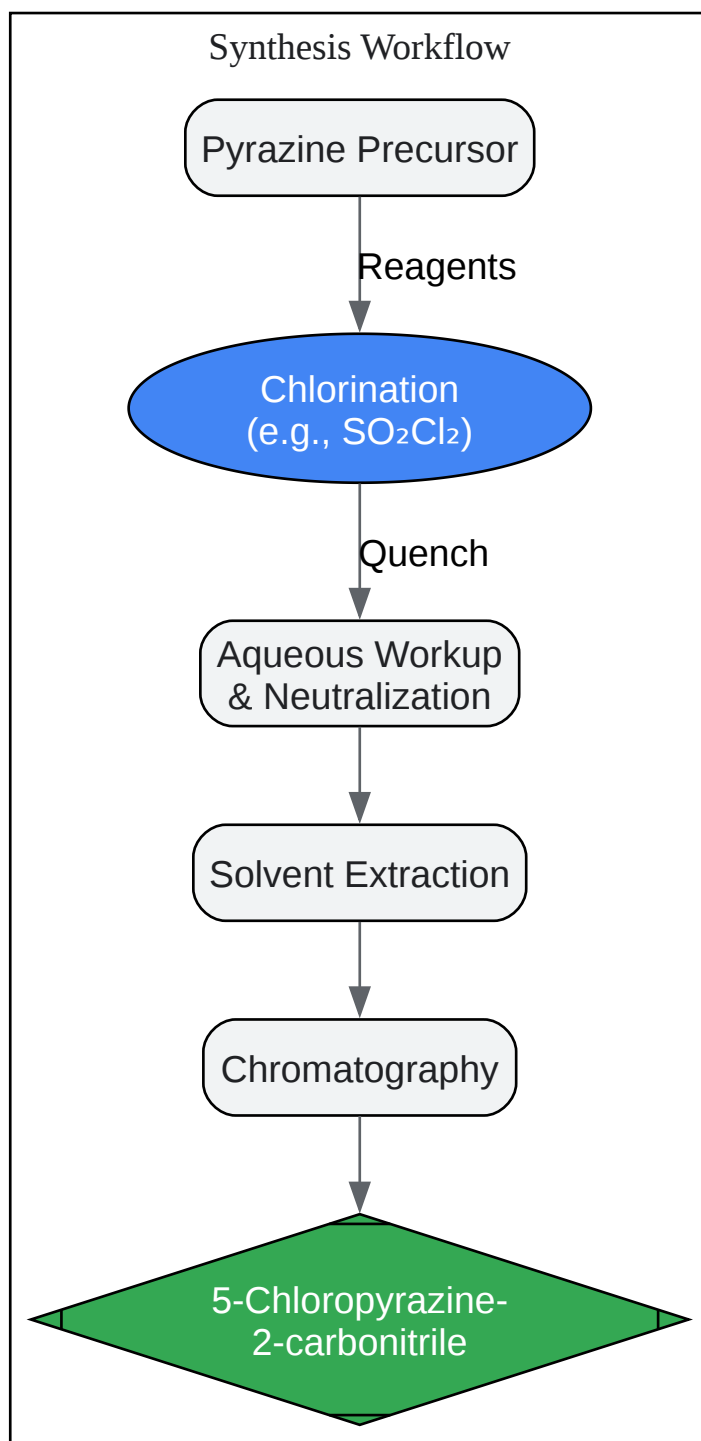 Synthesis Workflow
Pyrazine Precursor
Reagents
Chlorination
(e.g., SO₂Cl₂)
Quench
Aqueous Workup
& Neutralization
Solvent Extraction
Chromatography
5-Chloropyrazine-
2-carbonitrile